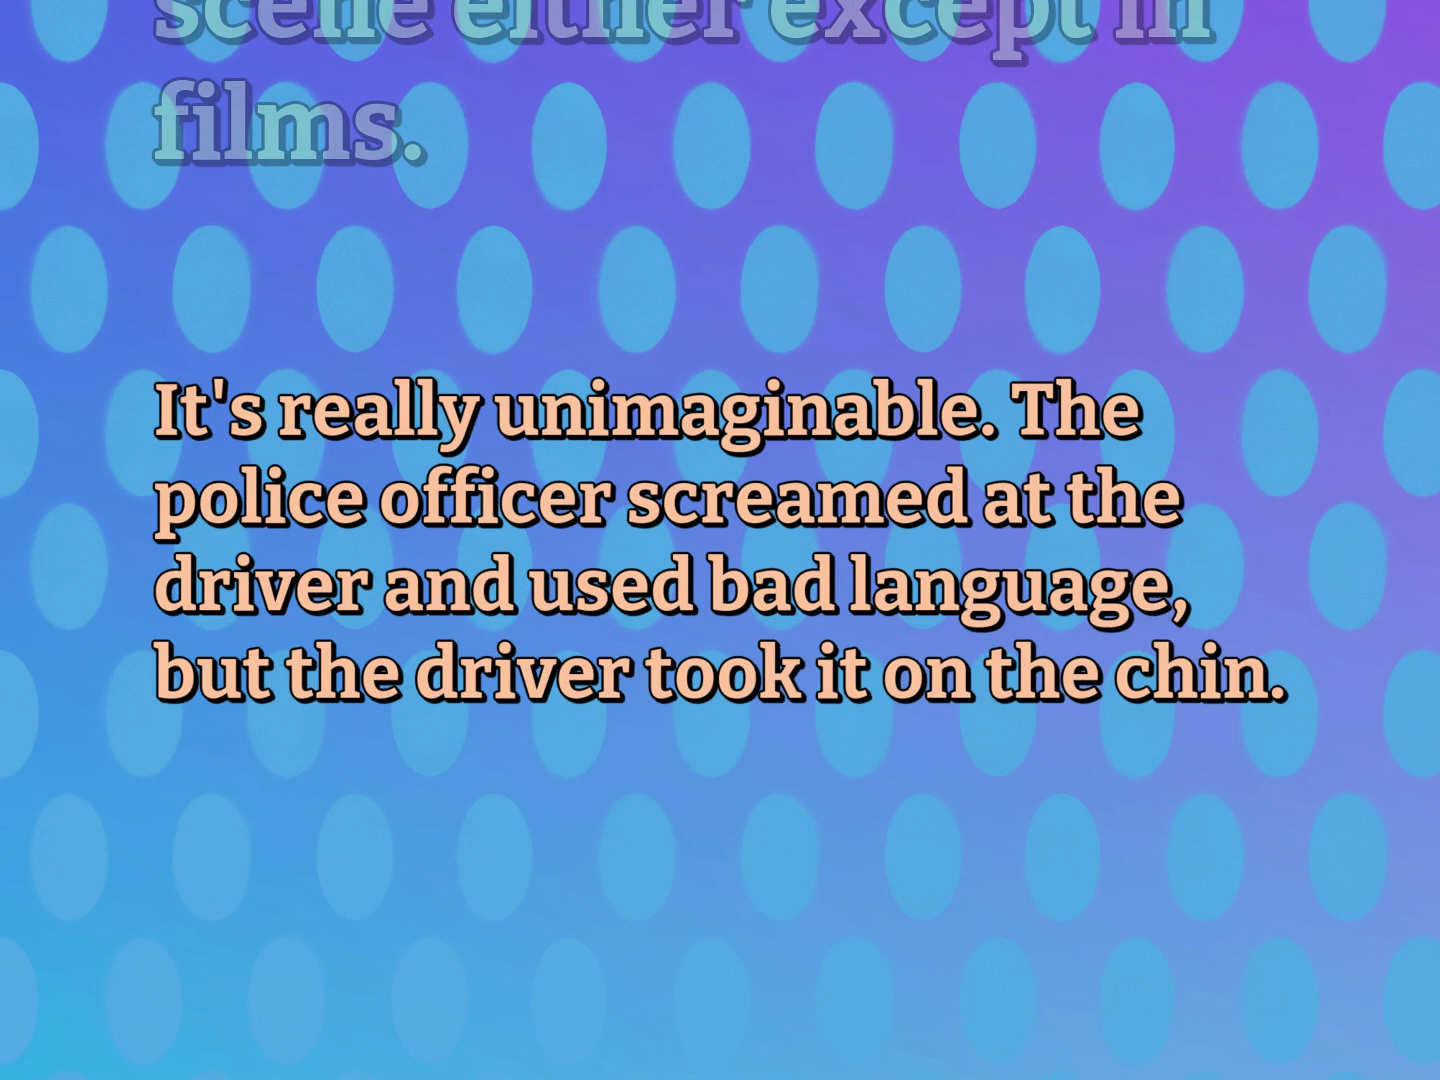 scene either except in
films.
It's really unimaginable. The
police officer screamed at the
driver and used bad language,
but the driver took it on the chin.